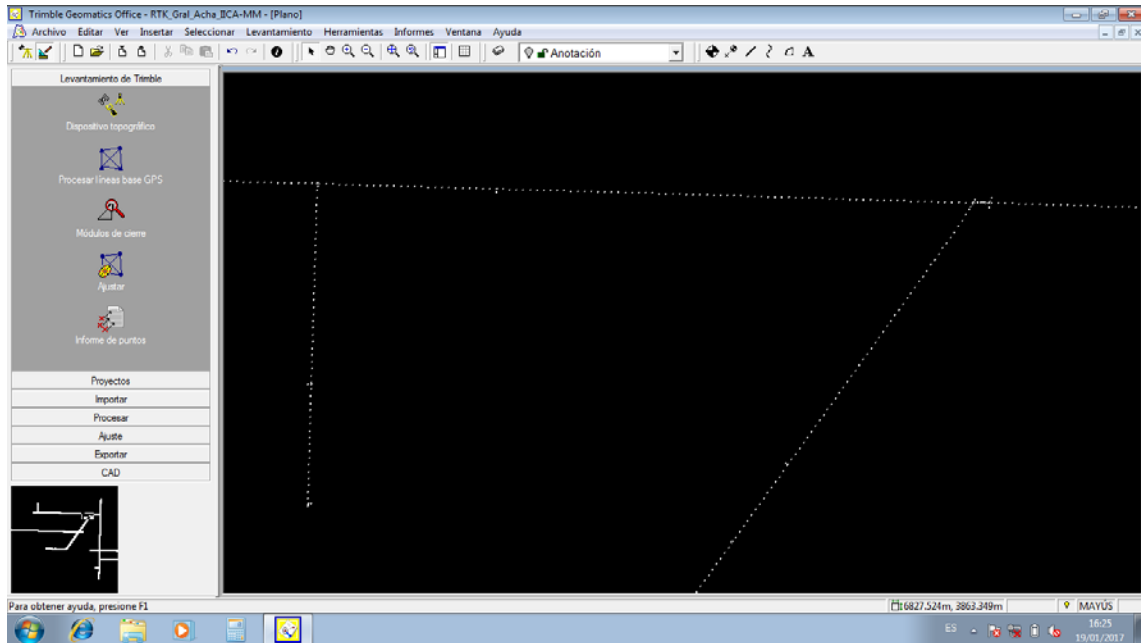 Trimble Geomatics Office - RTK_Gral_Acha_IICA-MM - [Plano]
Archivo Editar Ver Insertar Seleccionar Levantamiento Herramientas Informes Ventana Ayuda
Anotación
A
Levantamiento de Trimble
Dispositivo topográfico
Procesar líneas base GPS
Módulos de cierre
Ajustar
Informe de puntos
Proyectos
Importar
Procesar
Ajuste
Exportar
CAD
Para obtener ayuda, presione F1
16827.524m, 3863.349m
MAYÚS
ES
16:25
19/01/2017